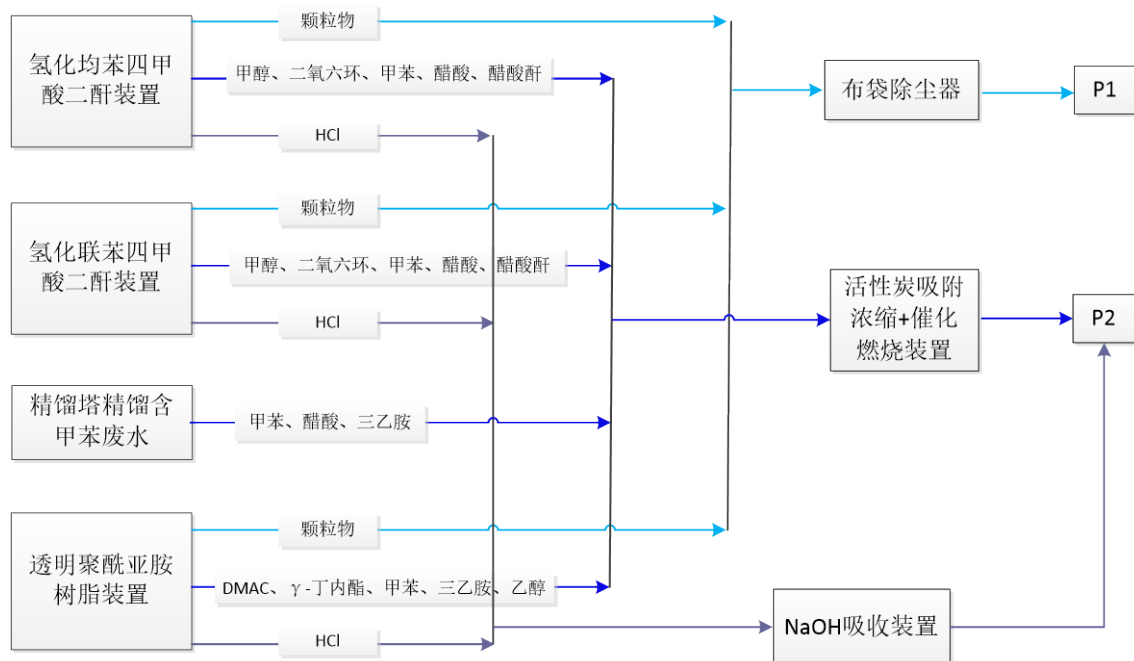 颗粒物
氢化均苯四甲
酸二酐装置
甲醇、二氧六环、甲苯、醋酸、醋酸酐
HCl
布袋除尘器
P1
颗粒物
氢化联苯四甲
酸二酐装置
甲醇、二氧六环、甲苯、醋酸、醋酸酐
HCl
活性炭吸附
浓缩+催化
燃烧装置
P2
精馏塔精馏含
甲苯废水
甲苯、醋酸、三乙胺
颗粒物
透明聚酰亚胺
树脂装置
DMAC、γ-丁内酯、甲苯、三乙胺、乙醇
HCl
NaOH吸收装置